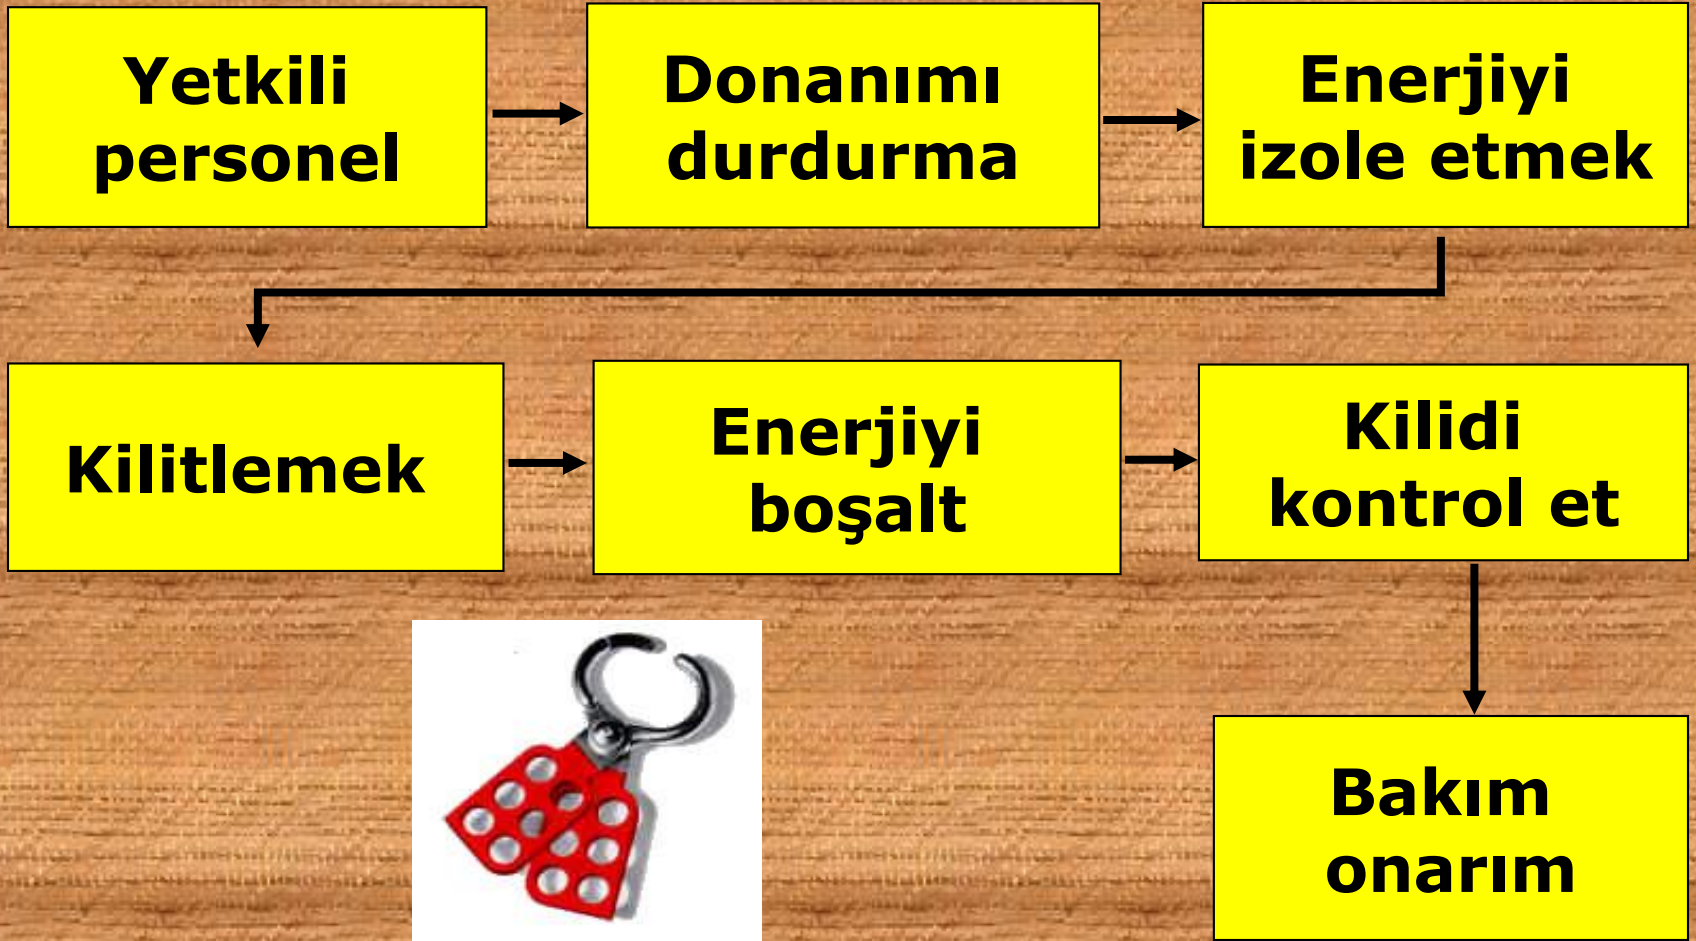 Yetkili
personel
Donanımı
durdurma
Enerjiyi
izole etmek
Kilitlemek
Enerjiyi
boşalt
Kilidi
kontrol et
Bakım
onarım